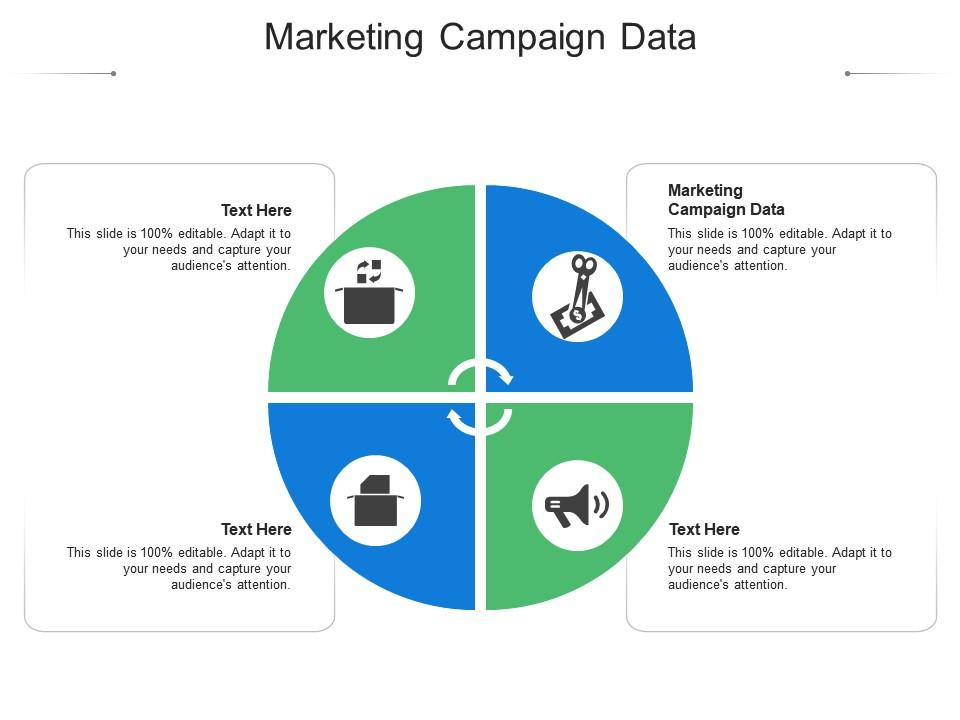 Marketing Campaign Data
Text Here
This slide is 100% editable. Adapt it to
your needs and capture your
audience's attention.
Marketing
Campaign Data
This slide is 100% editable. Adapt it to
your needs and capture your
audience's attention.
$
Text Here
This slide is 100% editable. Adapt it to
your needs and capture your
audience's attention.
Text Here
This slide is 100% editable. Adapt it to
your needs and capture your
audience's attention.